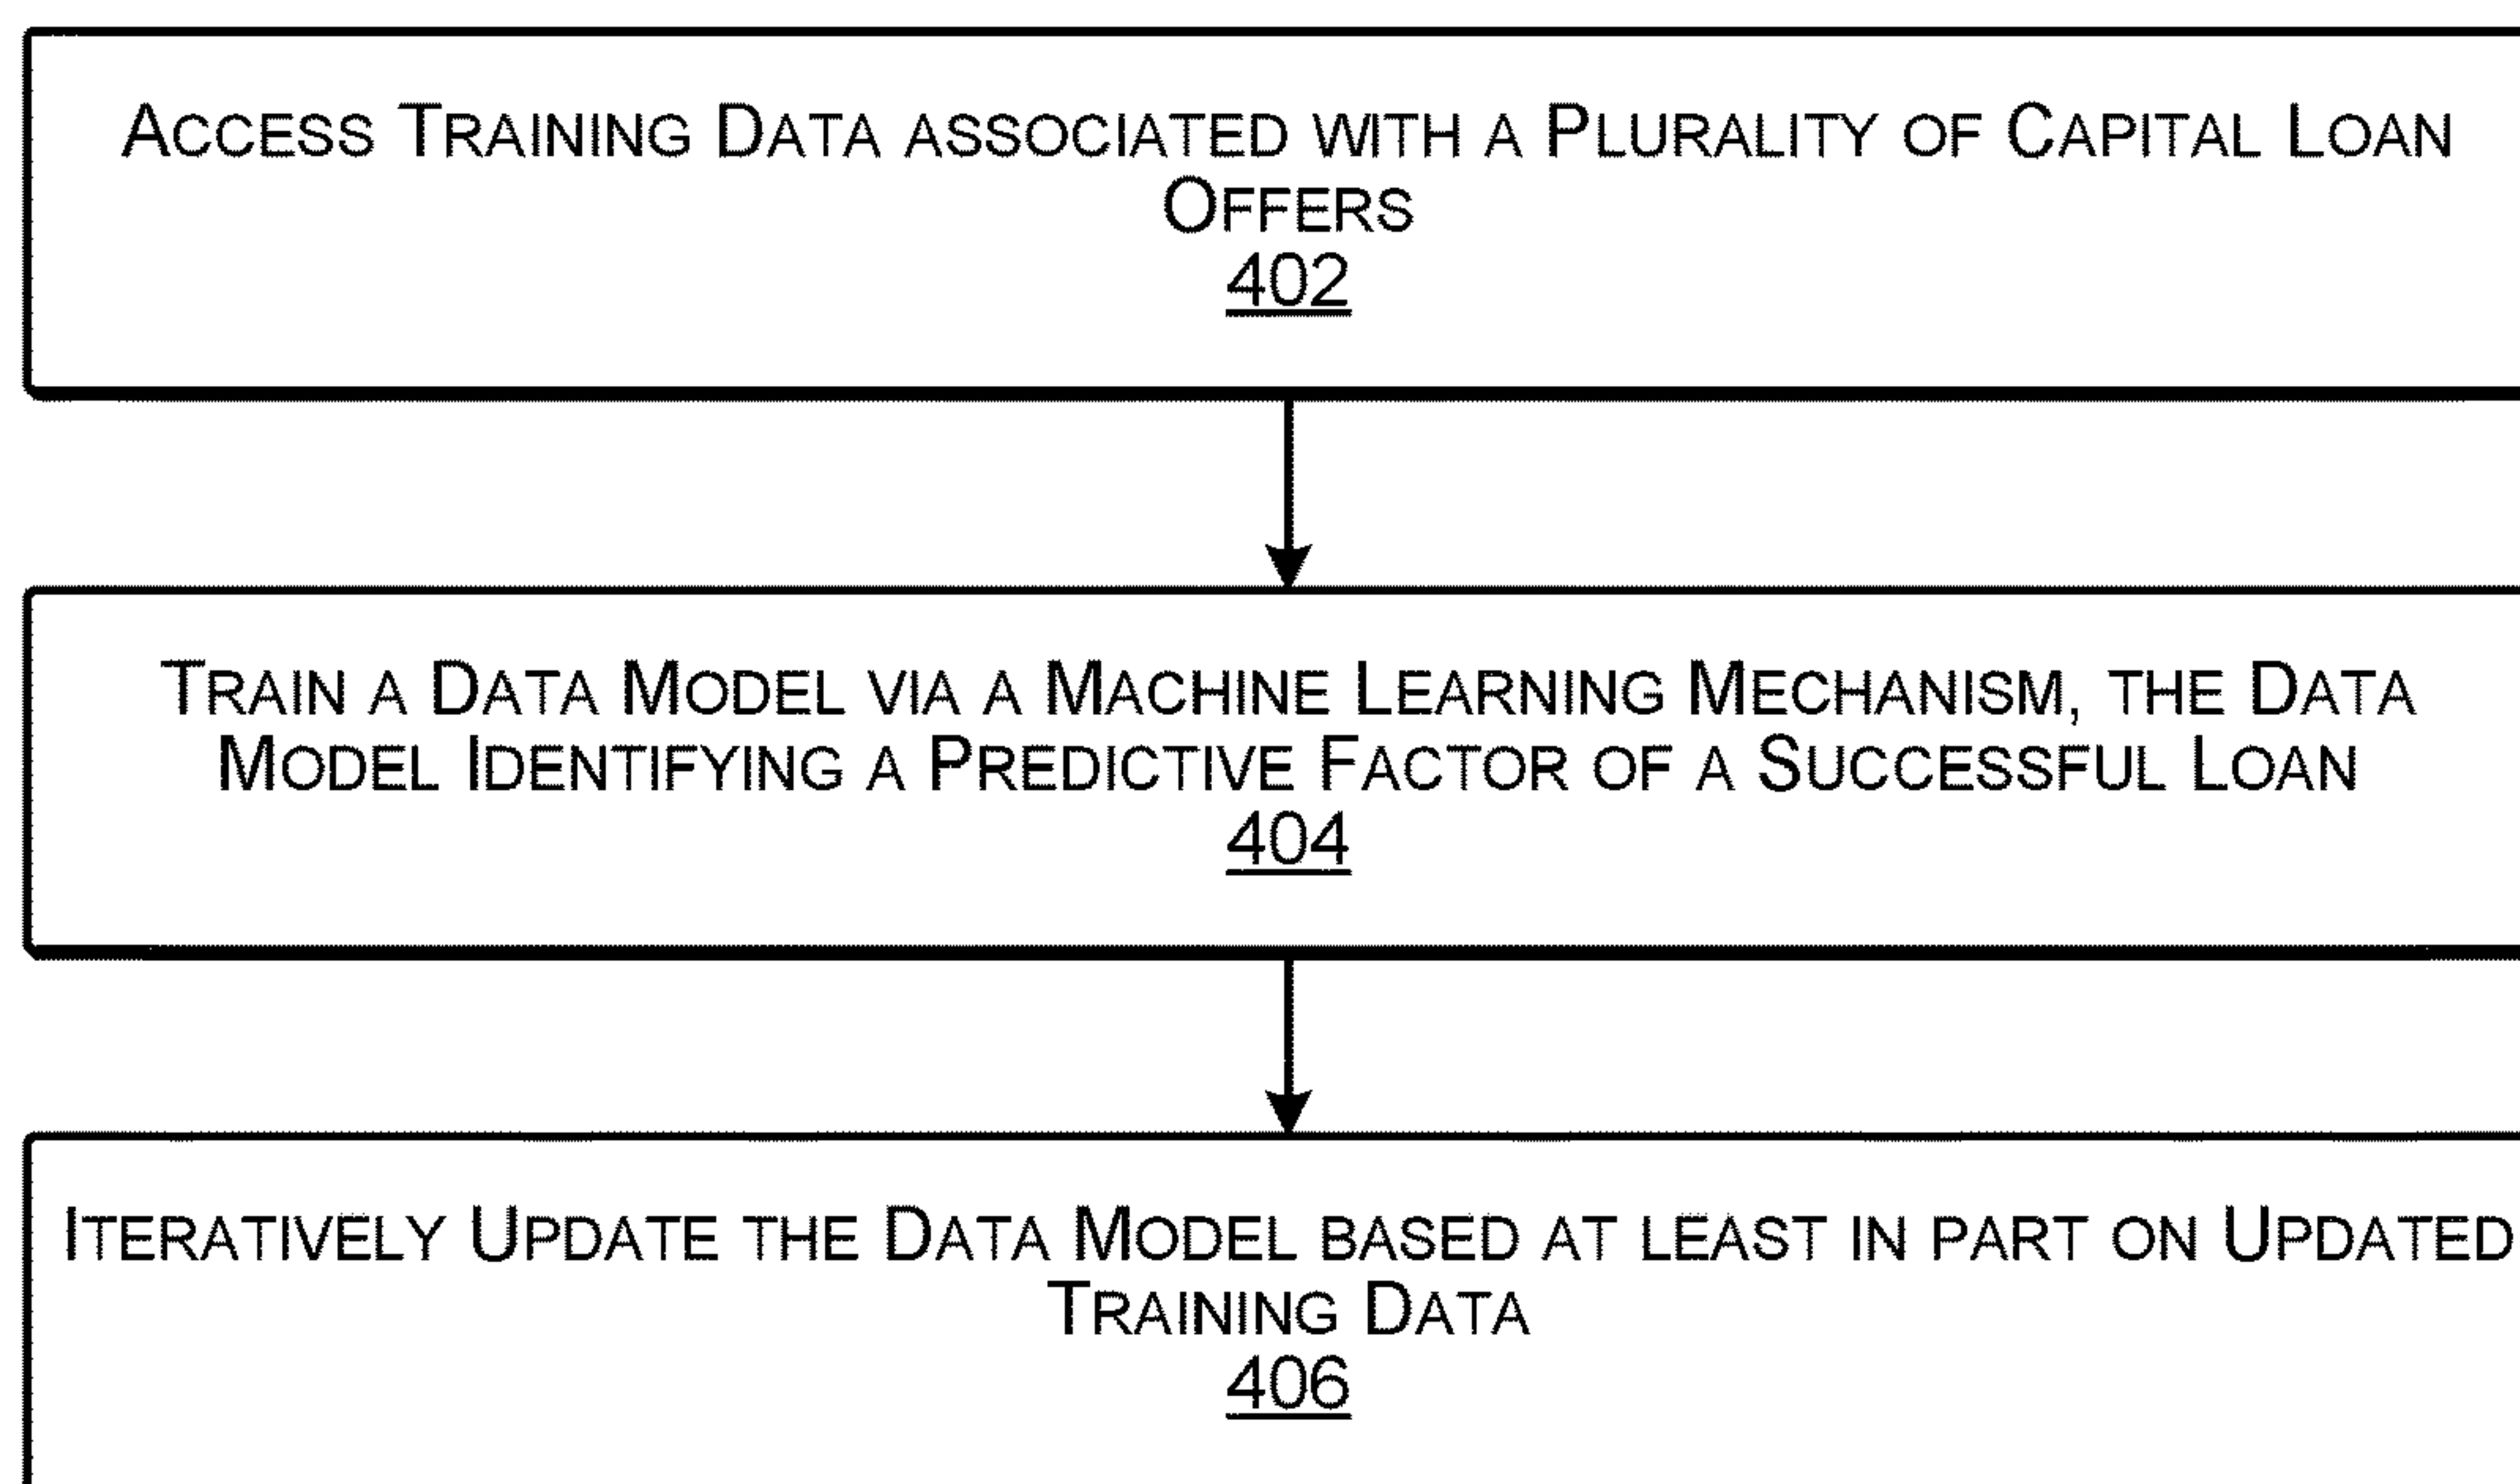 ACCESS TRAINING DATA ASSOCIATED WITH A PLURALITY OF CAPITAL LOAN
OFFERS
402
TRAIN A DATA MODEL VIA A MACHINE LEARNING MECHANISM, THE DATA
MODEL IDENTIFYING A PREDICTIVE FACTOR OF A SUCCESSFUL LOAN
404
ITERATIVELY UPDATE THE DATA MODEL BASED AT LEAST IN PART ON UPDATED
TRAINING DATA
406